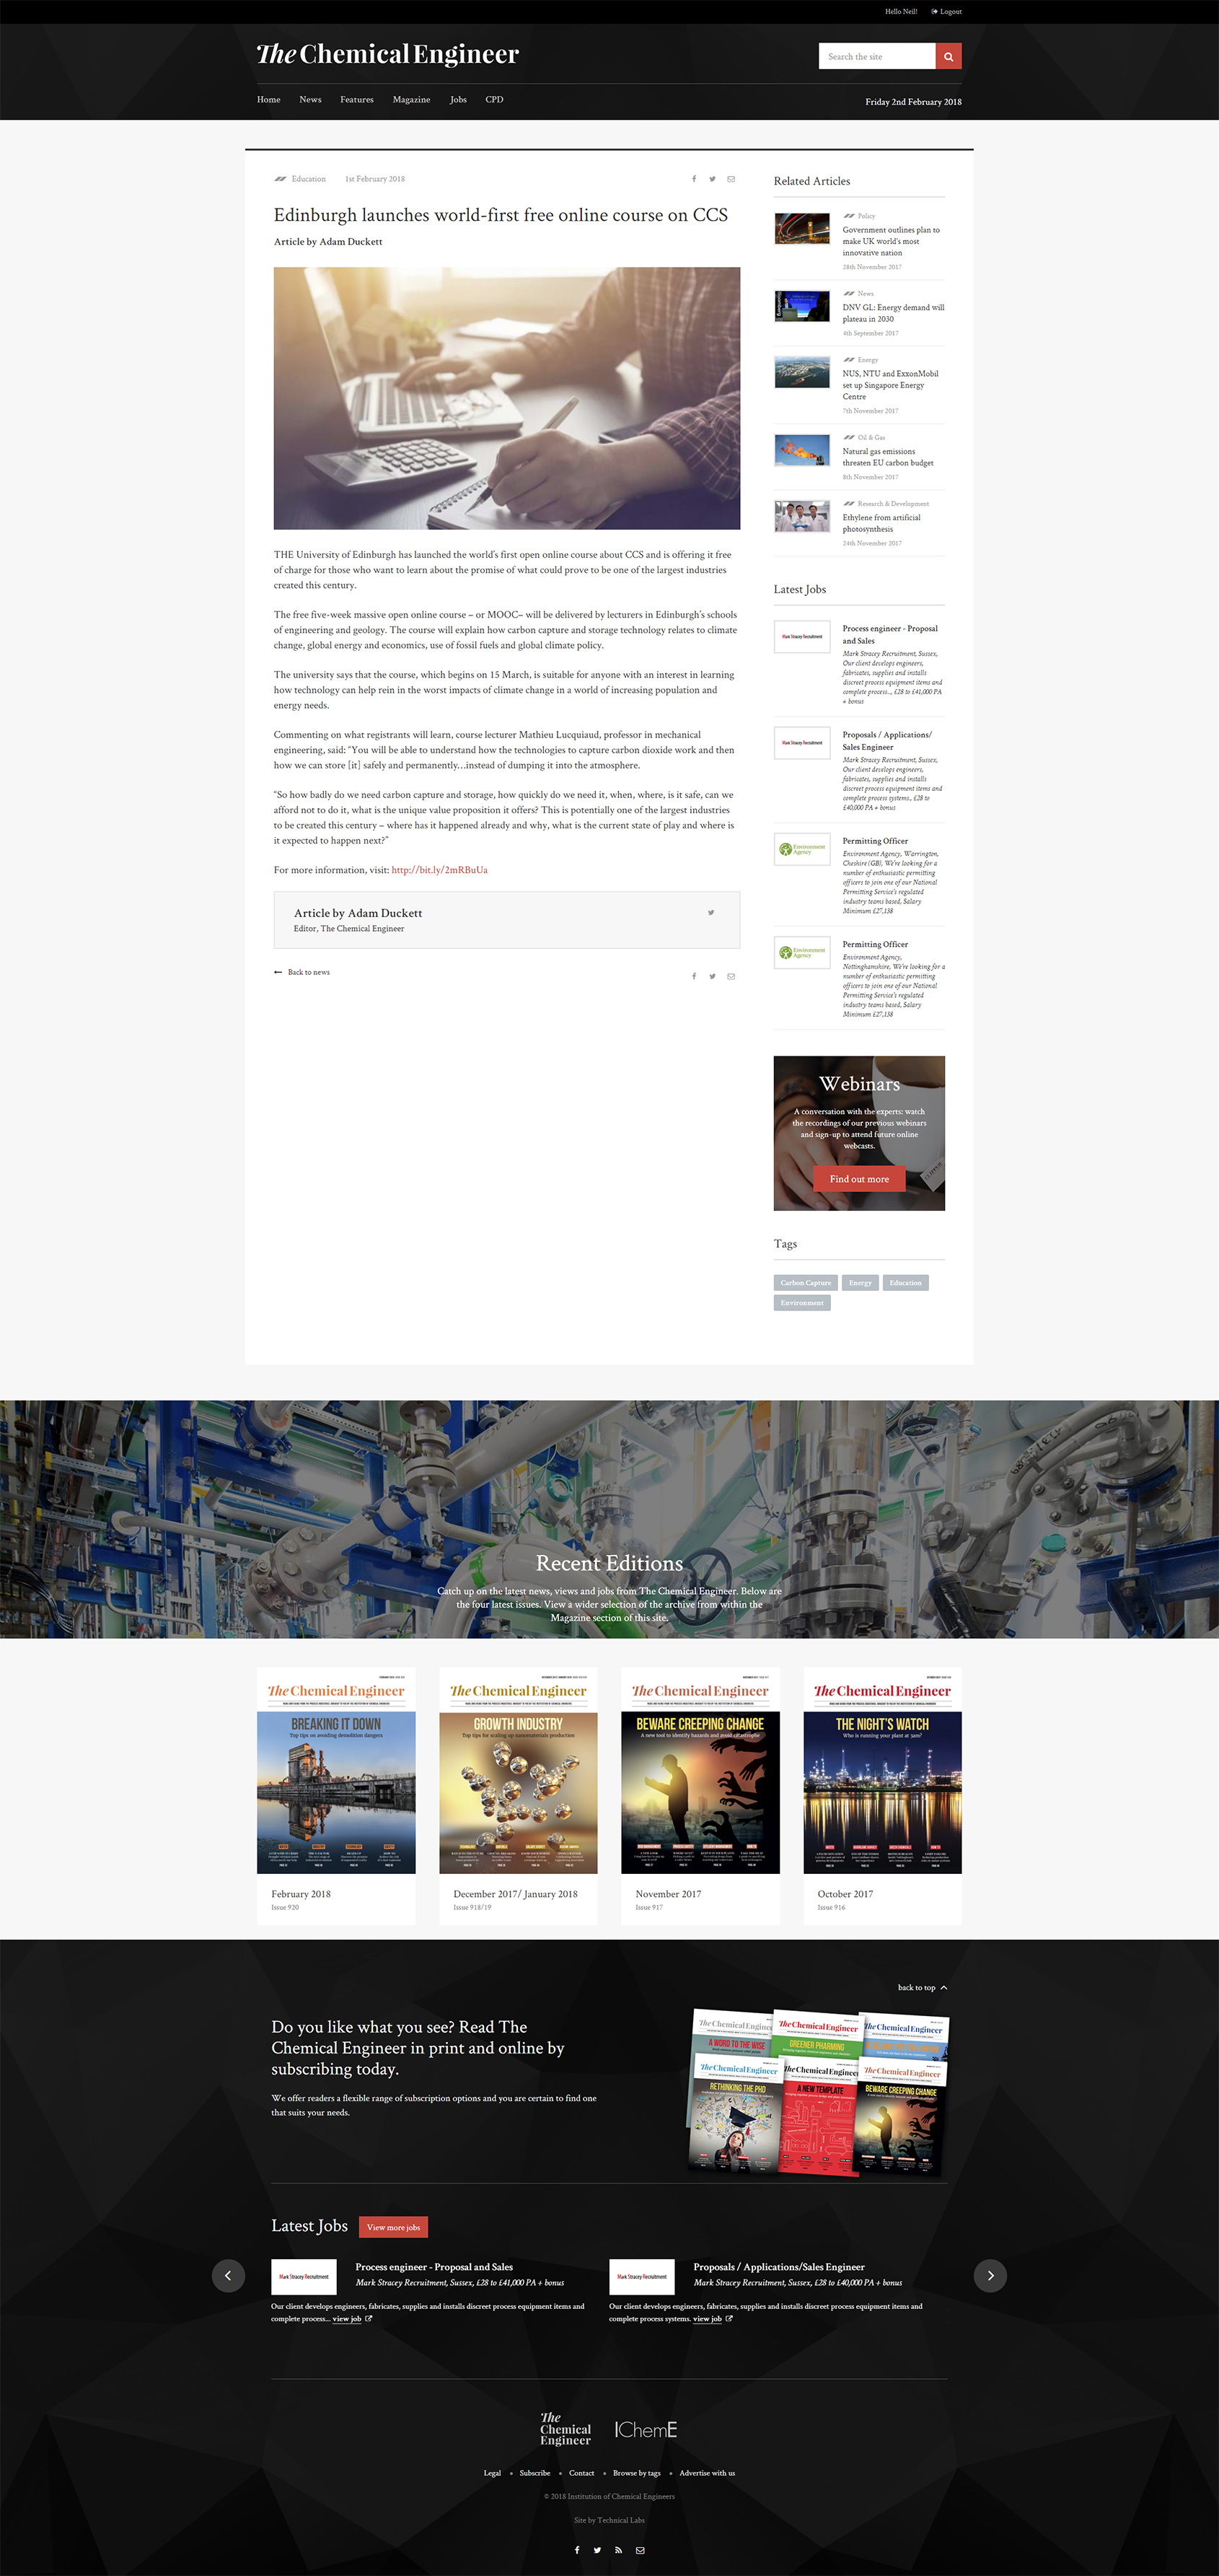 Hello Neil! Logout
The Chemical Engineer
Search the site
Home News Features Magazine Jobs CPD
Friday 2nd February 2018
Education 1st February 2018
Edinburgh launches world-first free online course on CCS
Article by Adam Duckett
THE University of Edinburgh has launched the world's first open online course about CCS and is offering it free
of charge for those who want to learn about the promise of what could prove to be one of the largest industries
created this century.
The free five-week massive open online course – or MOOC– will be delivered by lecturers in Edinburgh's schools
of engineering and geology. The course will explain how carbon capture and storage technology relates to climate
change, global energy and economics, use of fossil fuels and global climate policy.
The university says that the course, which begins on 15 March, is suitable for anyone with an interest in learning
how technology can help rein in the worst impacts of climate change in a world of increasing population and
energy needs.
Commenting on what registrants will learn, course lecturer Mathieu Lucquiaud, professor in mechanical
engineering, said: “You will be able to understand how the technologies to capture carbon dioxide work and then
how we can store [it] safely and permanently…instead of dumping it into the atmosphere.
“So how badly do we need carbon capture and storage, how quickly do we need it, when, where, is it safe, can we
afford not to do it, what is the unique value proposition it offers? This is potentially one of the largest industries
to be created this century – where has it happened already and why, what is the current state of play and where is
it expected to happen next?”
For more information, visit: http://bit.ly/2mRBuUa
Article by Adam Duckett
Editor, The Chemical Engineer
Back to news
Related Articles
Policy
Government outlines plan to
make UK world's most
innovative nation
28th November 2017
News
DNV GL: Energy demand will
plateau in 2030
4th September 2017
Energy
NUS, NTU and ExxonMobil
set up Singapore Energy
Centre
7th November 2017
Oil & Gas
Natural gas emissions
threaten EU carbon budget
8th November 2017
Research & Development
Ethylene from artificial
photosynthesis
24th November 2017
Latest Jobs
Mark Stracey Recruitment
Process engineer - Proposal
and Sales
Mark Stracey Recruitment, Sussex,
Our client develops engineers,
fabricates, supplies and installs
discreet process equipment items and
complete process..., £28 to £41,000 PA
+ bonus
Mark Stracey Recruitment
Proposals / Applications/
Sales Engineer
Mark Stracey Recruitment, Sussex,
Our client develops engineers,
fabricates, supplies and installs
discreet process equipment items and
complete process systems., £28 to
£40,000 PA + bonus
Environment
Agency
Permitting Officer
Environment Agency, Warrington,
Cheshire (GB), We're looking for a
number of enthusiastic permitting
officers to join one of our National
Permitting Service's regulated
industry teams based, Salary
Minimum £27,138
Environment
Agency
Permitting Officer
Environment Agency,
Nottinghamshire, We're looking for a
number of enthusiastic permitting
officers to join one of our National
Permitting Service's regulated
industry teams based, Salary
Minimum £27,138
Webinars
A conversation with the experts: watch
the recordings of our previous webinars
and sign-up to attend future online
webcasts.
Find out more
Tags
Carbon Capture Energy Education
Environment
Recent Editions
Catch up on the latest news, views and jobs from The Chemical Engineer. Below are
the four latest issues. View a wider selection of the archive from within the
Magazine section of this site.
The Chemical Engineer
BREAKING IT DOWN
Top tips on avoiding demolition dangers
February 2018
Issue 920
The Chemical Engineer
GROWTH INDUSTRY
Top tips for scaling up nanomaterials production
December 2017/ January 2018
Issue 918/19
The Chemical Engineer
BEWARE CREEPING CHANGE
A new tool to identify hazards and avoid catastrophe
November 2017
Issue 917
The Chemical Engineer
THE NIGHT'S WATCH
Who is running your plant at 3am?
October 2017
Issue 916
back to top
Do you like what you see? Read The
Chemical Engineer in print and online by
subscribing today.
We offer readers a flexible range of subscription options and you are certain to find one
that suits your needs.
The Chemical Engineer
A WORD TO THE WISE
The Chemical Engineer
GREENER PHARMING
The Chemical Engineer
The Chemical Engineer
RETHINKING THE PHD
The Chemical Engineer
A NEW TEMPLATE
The Chemical Engineer
BEWARE CREEPING CHANGE
Latest Jobs View more jobs
Mark Stracey Recruitment
Process engineer - Proposal and Sales
Mark Stracey Recruitment, Sussex, £28 to £41,000 PA + bonus
Our client develops engineers, fabricates, supplies and installs discreet process equipment items and
complete process... view job
Mark Stracey Recruitment
Proposals / Applications/Sales Engineer
Mark Stracey Recruitment, Sussex, £28 to £40,000 PA + bonus
Our client develops engineers, fabricates, supplies and installs discreet process equipment items and
complete process systems. view job
The
Chemical
Engineer
IChemE
Legal Subscribe Contact Browse by tags Advertise with us
© 2018 Institution of Chemical Engineers
Site by Technical Labs